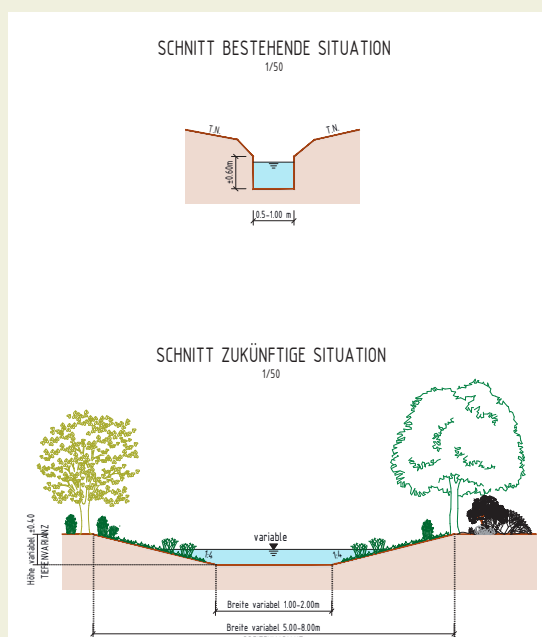 SCHNITT BESTEHENDE SITUATION
1/50
T.N.
T.N.
±0.60m
0.5-1.00 m
SCHNITT ZUKÜNFTIGE SITUATION
1/50
Höhe variabel ±0.40
TIEFENVARIANZ
variable
1:4
1:4
Breite variabel 1.00-2.00m
Breite variabel 5.00-8.00m